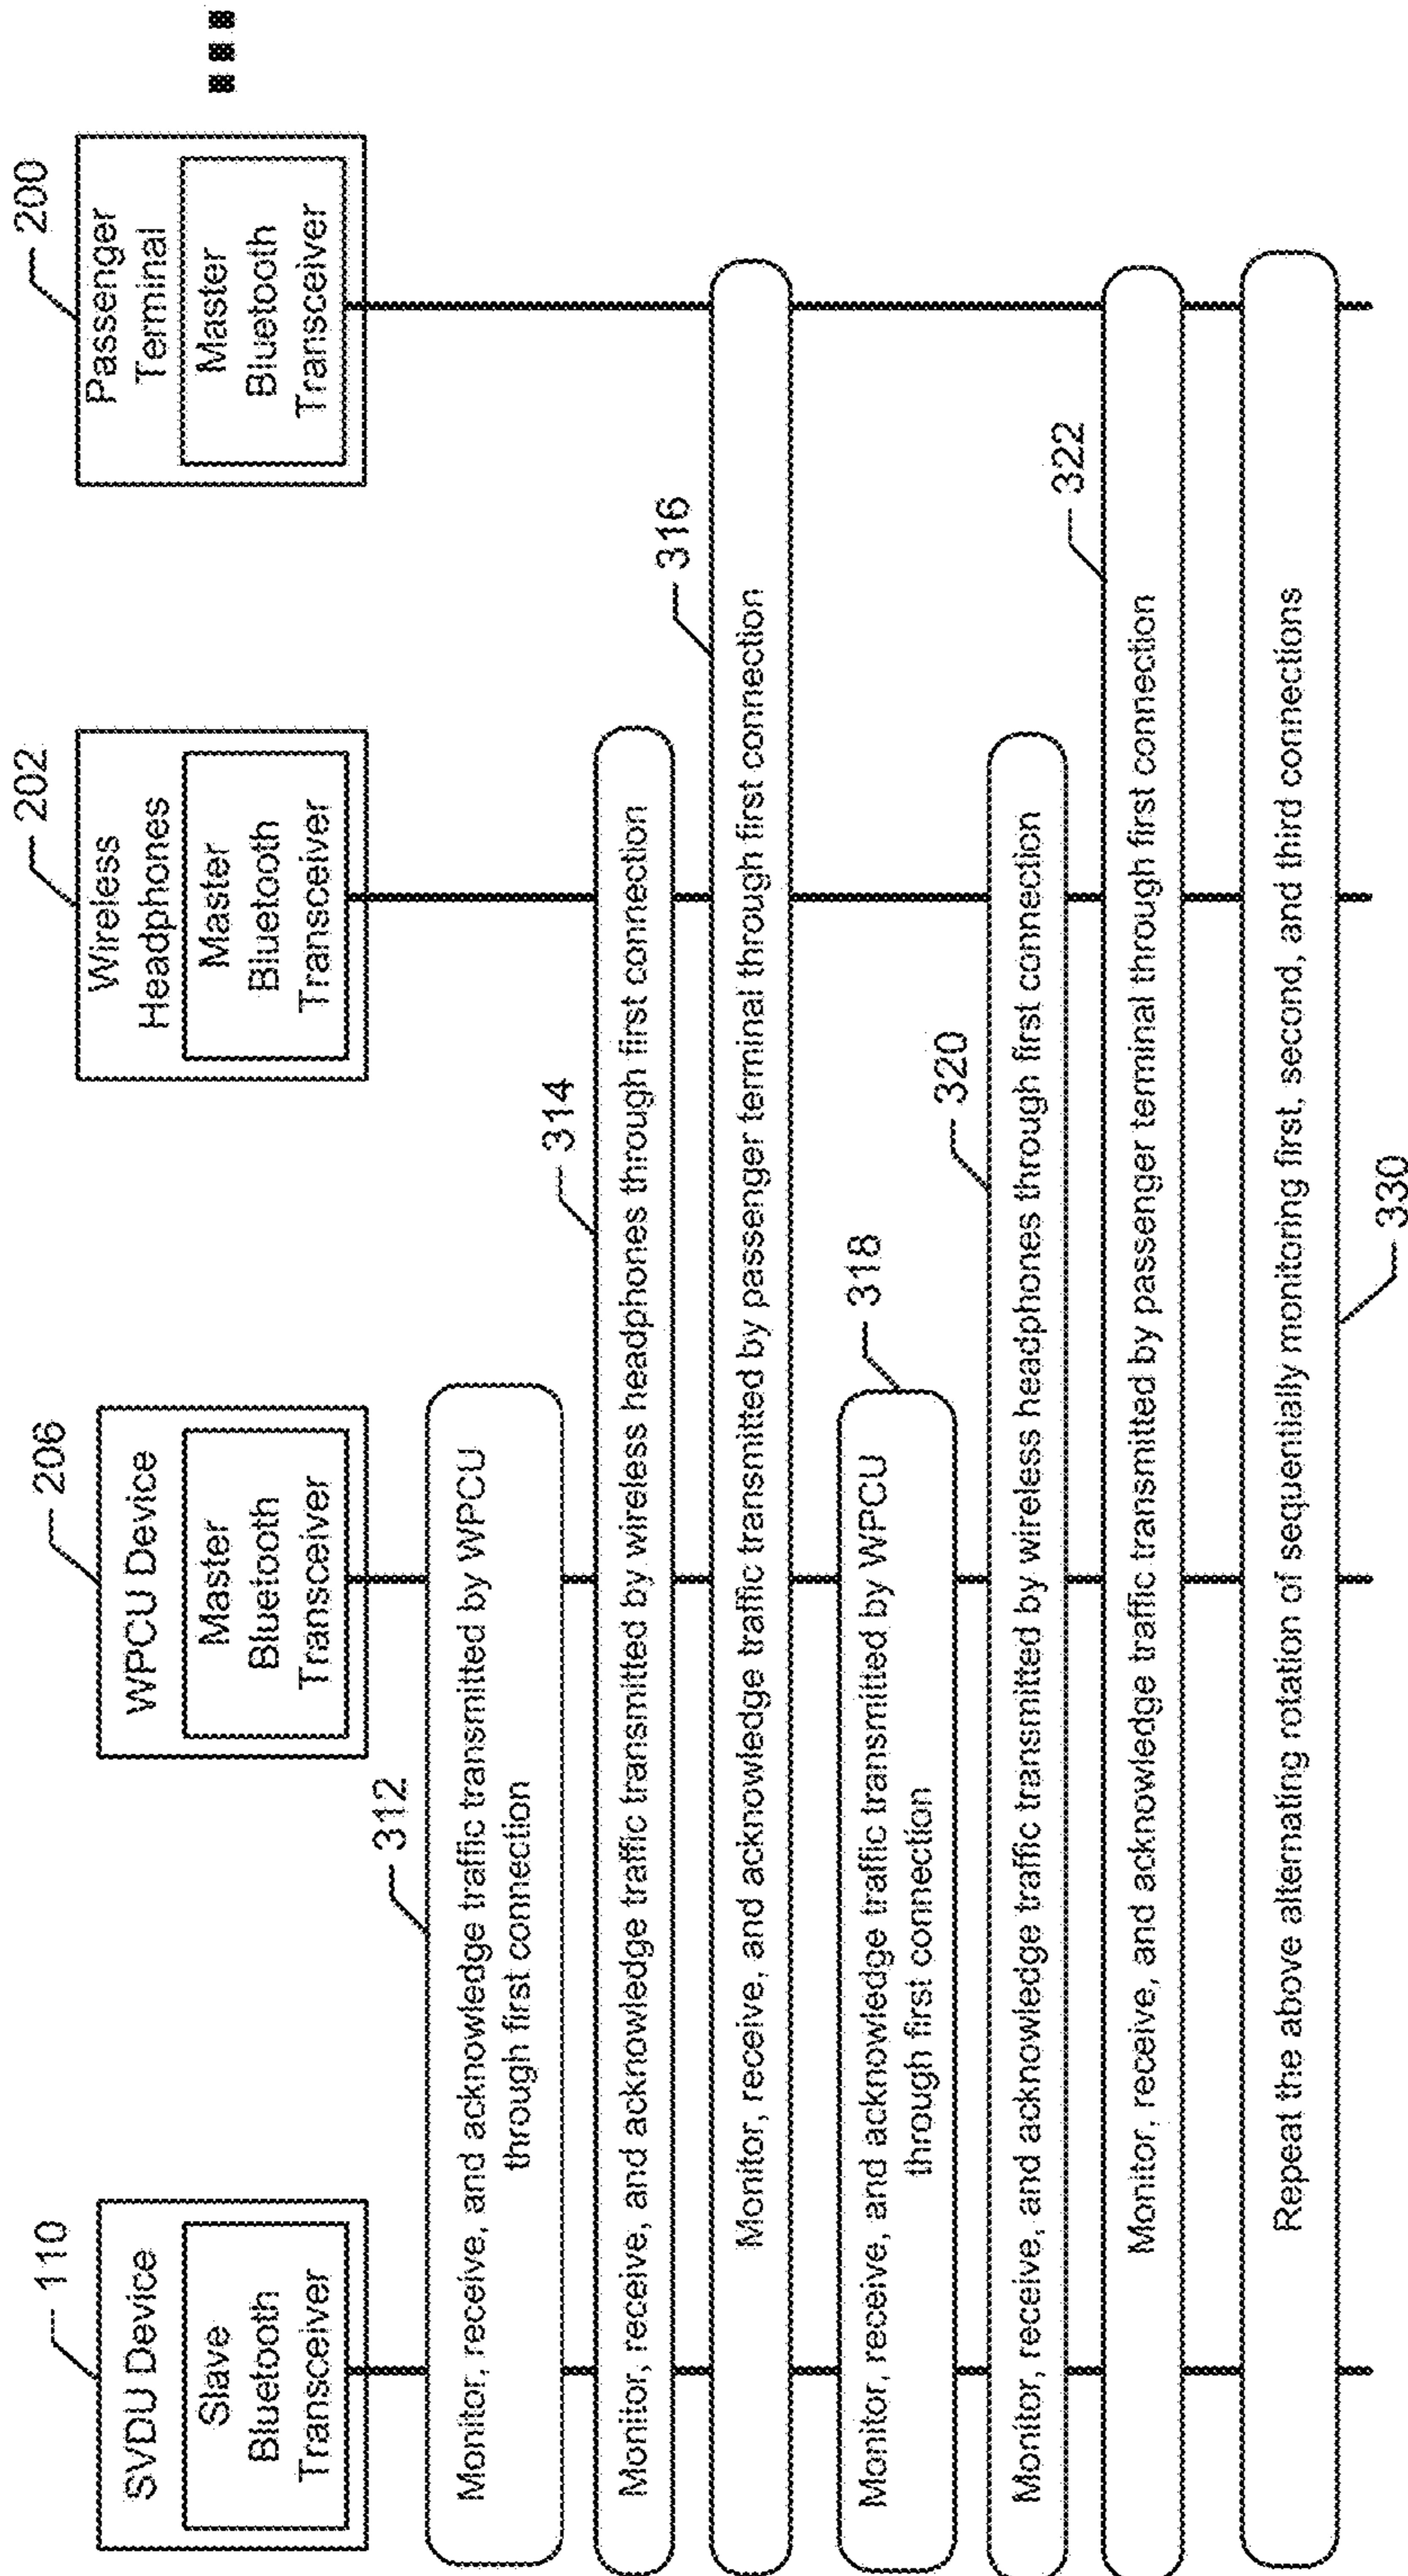 110
SVDU Device
Slave
Bluetooth
Transceiver
206
WPCU Device
Master
Bluetooth
Transceiver
202
Wireless
Headphones
Master
Bluetooth
Transceiver
200
Passenger
Terminal
Master
Bluetooth
Transceiver
312
Monitor, receive, and acknowledge traffic transmitted by WPCU
through first connection
314
Monitor, receive, and acknowledge traffic transmitted by wireless headphones through first connection
316
Monitor, receive, and acknowledge traffic transmitted by passenger terminal through first connection
318
Monitor, receive, and acknowledge traffic transmitted by WPCU
through first connection
320
Monitor, receive, and acknowledge traffic transmitted by wireless headphones through first connection
322
Monitor, receive, and acknowledge traffic transmitted by passenger terminal through first connection
Repeat the above alternating rotation of sequentially monitoring first, second, and third connections
330